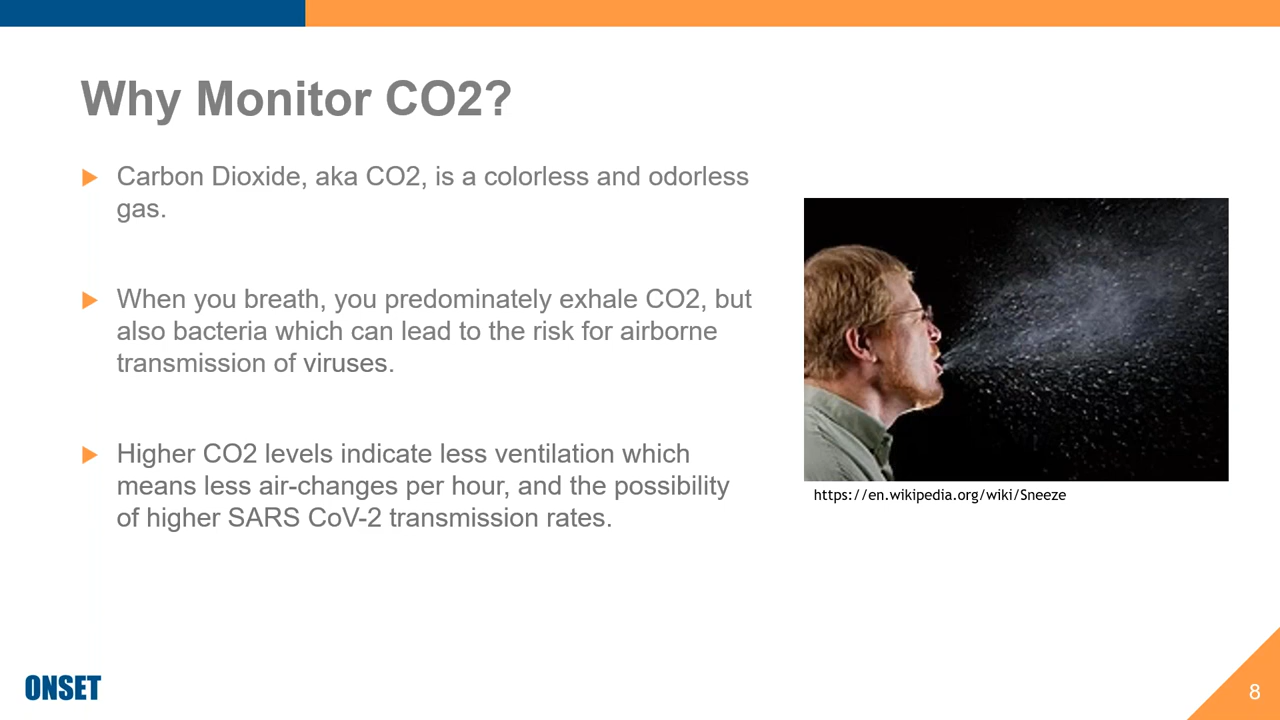 Why Monitor CO2?
Carbon Dioxide, aka CO2, is a colorless and odorless
gas.
When you breath, you predominately exhale CO2, but
also bacteria which can lead to the risk for airborne
transmission of viruses.
Higher CO2 levels indicate less ventilation which
means less air-changes per hour, and the possibility
of higher SARS CoV-2 transmission rates.
https://en.wikipedia.org/wiki/Sneeze
ONSET
8